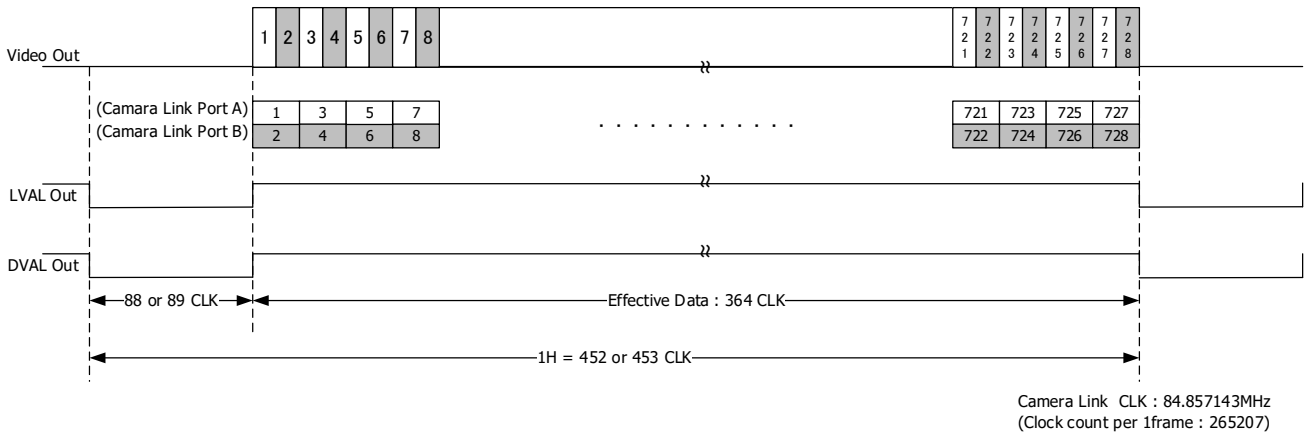 1 2 3 4 5 6 7 8 721 722 723 724 725 726 727 728
Video Out
(Camara Link Port A) 1 3 5 7 . . . . . . . . . . . . 721 723 725 727
(Camara Link Port B) 2 4 6 8 722 724 726 728
LVAL Out
DVAL Out
88 or 89 CLK Effective Data : 364 CLK
1H = 452 or 453 CLK
Camera Link CLK : 84.857143MHz
(Clock count per 1frame : 265207)